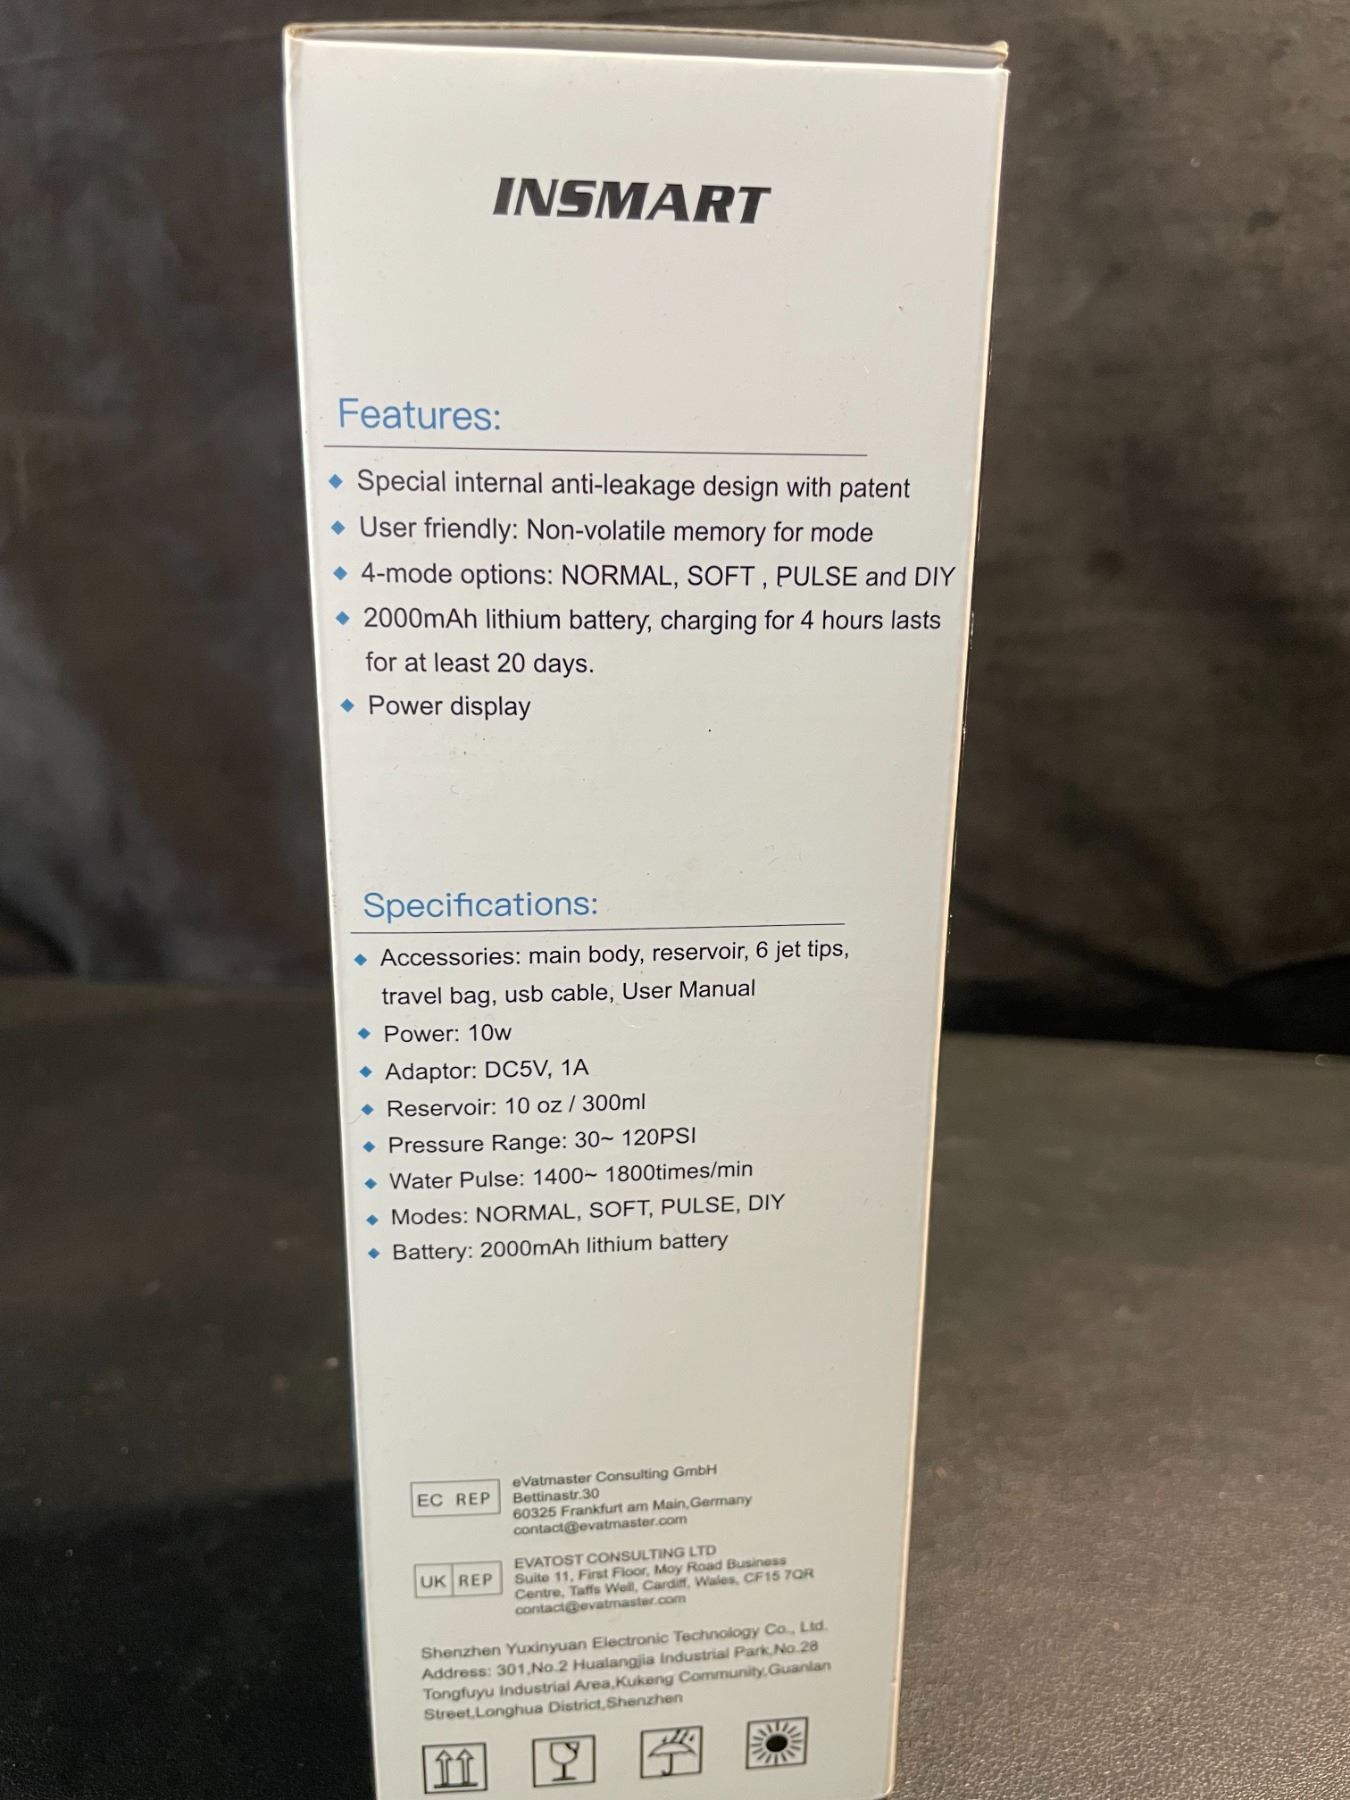 INSMART
Features:
Special internal anti-leakage design with patent
User friendly: Non-volatile memory for mode
4-mode options: NORMAL, SOFT , PULSE and DIY
2000mAh lithium battery, charging for 4 hours lasts
for at least 20 days.
Power display
Specifications:
Accessories: main body, reservoir, 6 jet tips,
travel bag, usb cable, User Manual
Power: 10w
Adaptor: DC5V, 1A
Reservoir: 10 oz / 300ml
Pressure Range: 30~ 120PSI
Water Pulse: 1400~ 1800times/min
Modes: NORMAL, SOFT, PULSE, DIY
Battery: 2000mAh lithium battery
EC REP
eVatmaster Consulting GmbH
Bettinastr.30
60325 Frankfurt am Main,Germany
contact@evatmaster.com
UK REP
EVATOST CONSULTING LTD
Suite 11, First Floor, Moy Road Business
Centre, Taffs Well, Cardiff, Wales, CF15 7QR
contact@evatmaster.com
Shenzhen Yuxinyuan Electronic Technology Co., Ltd.
Address: 301,No.2 Hualangjia Industrial Park,No.28
Tongfuyu Industrial Area,Kukeng Community,Guanlan
Street,Longhua District,Shenzhen